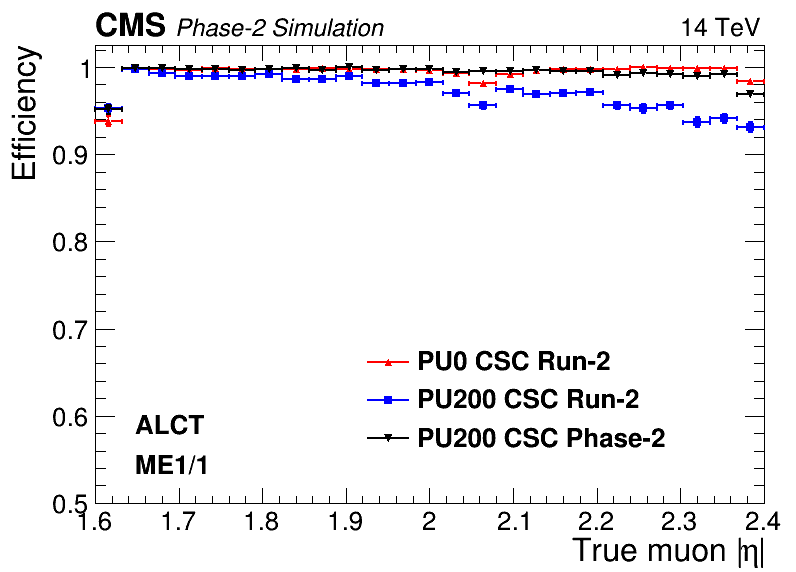 CMS Phase-2 Simulation 14 TeV
Efficiency
1
0.9
0.8
0.7
0.6
0.5
PU0 CSC Run-2
PU200 CSC Run-2
PU200 CSC Phase-2
ALCT
ME1/1
1.6 1.7 1.8 1.9 2 2.1 2.2 2.3 2.4
True muon |η|